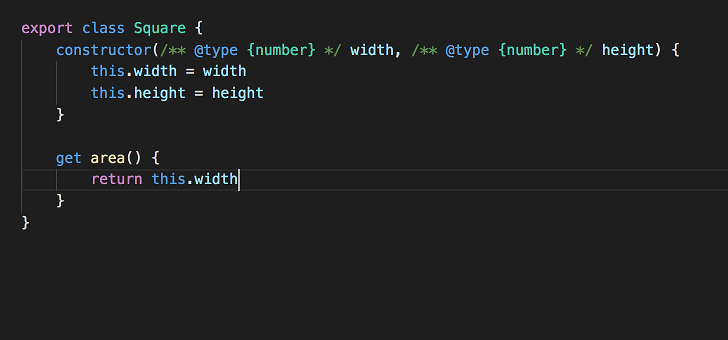 export class Square {
    constructor(/** @type {number} */ width, /** @type {number} */ height) {
        this.width = width
        this.height = height
    }

    get area() {
        return this.width
    }
}